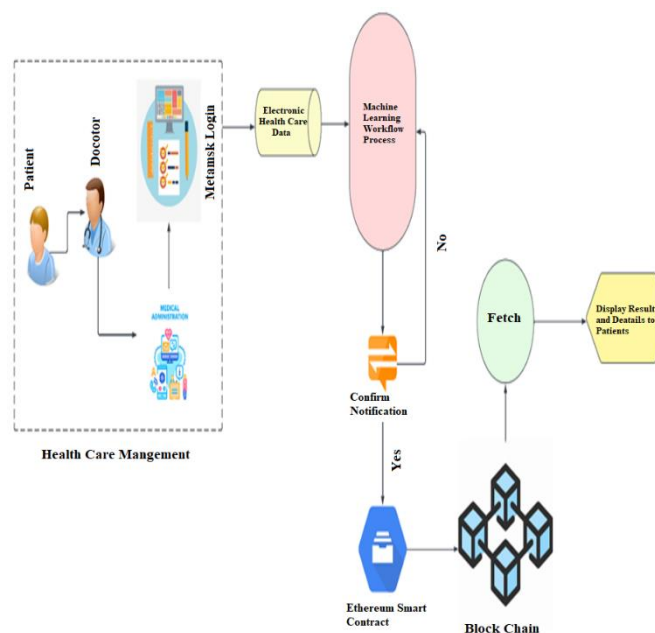 Patient
Docotor
Metamsk Login
MEDICAL
ADMINISTRATION
Health Care Mangement
Electronic
Health Care
Data
Machine
Learning
Workflow
Process
No
Confirm
Notification
Yes
Ethereum Smart
Contract
Block Chain
Fetch
Display Result
and Deatails to
Patients